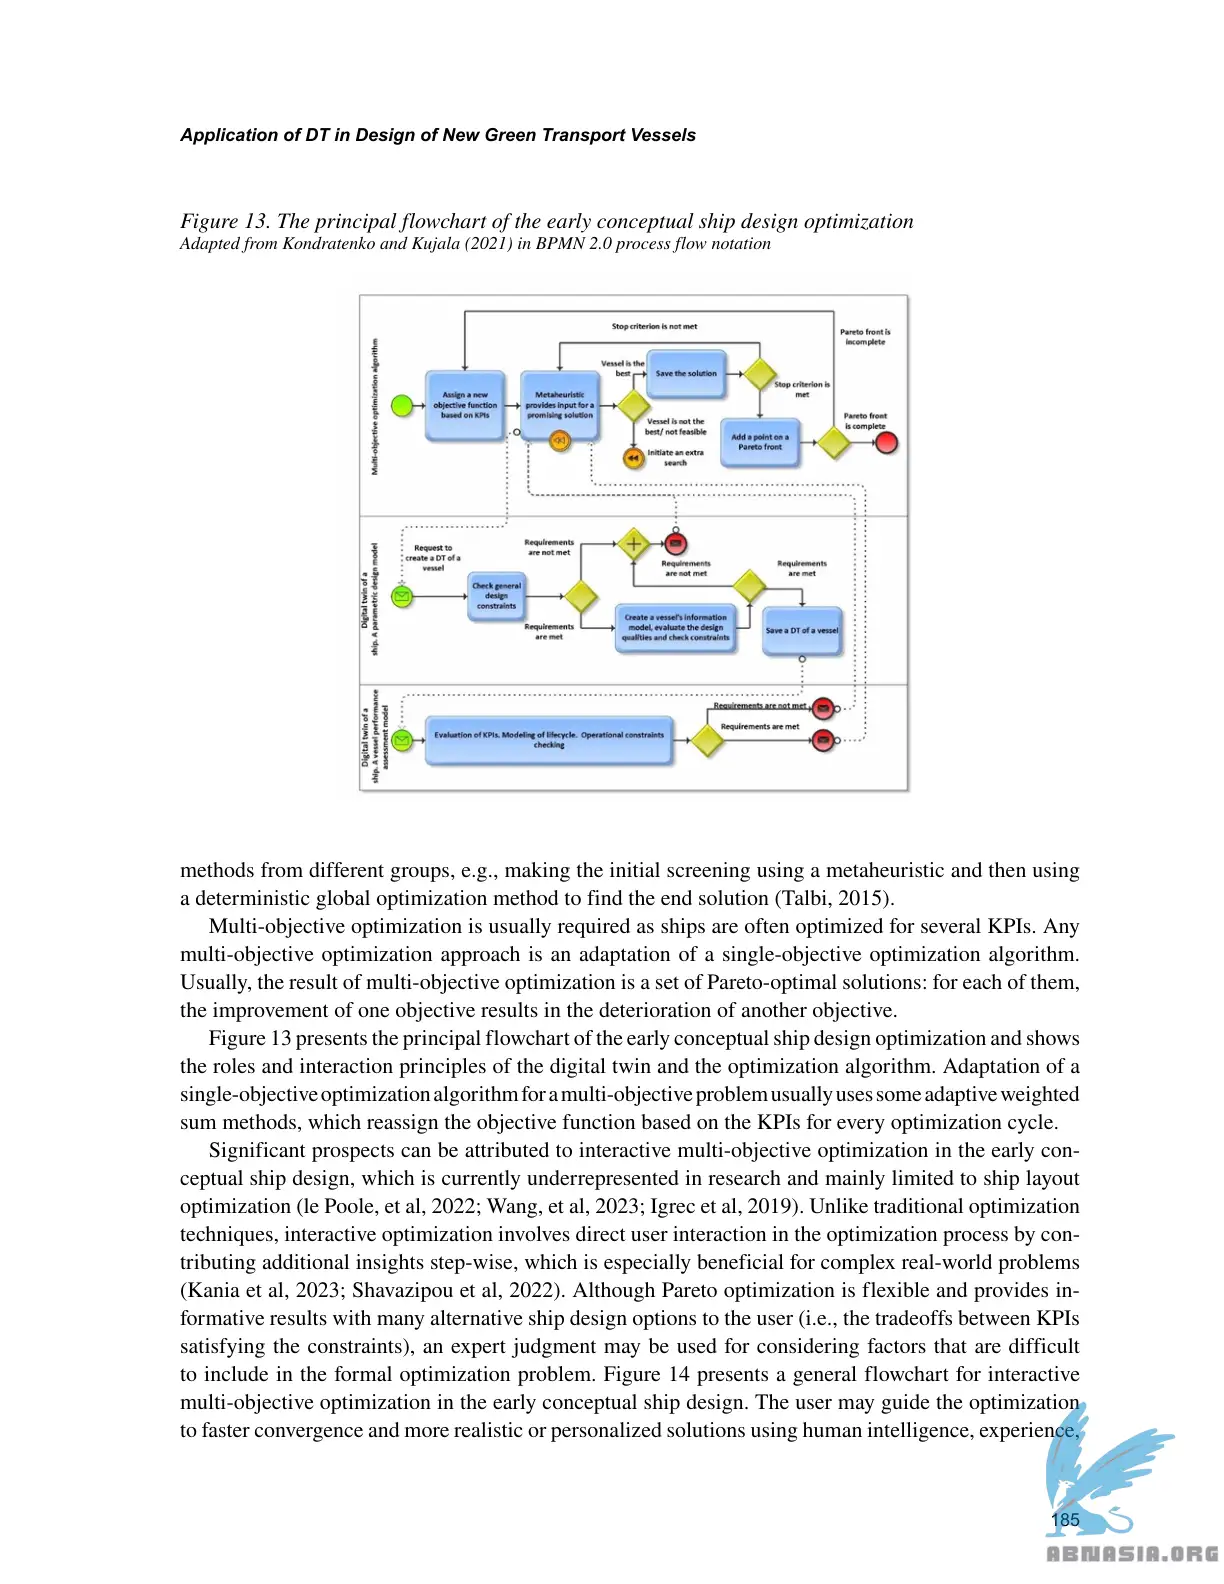 Application of DT in Design of New Green Transport Vessels
Figure 13. The principal flowchart of the early conceptual ship design optimization
Adapted from Kondratenko and Kujala (2021) in BPMN 2.0 process flow notation
Multi-objective optimization algorithm
Stop criterion is not met
Pareto front is
incomplete
Vessel is the
best
Save the solution
Stop criterion is
met
Assign a new
objective function
based on KPIs
Metaheuristic
provides input for a
promising solution
Vessel is not the
best/ not feasible
Initiate an extra
search
Add a point on a
Pareto front
Pareto front
is complete
Digital twin of a
ship. A parametric design model
Request to
create a DT of a
vessel
Check general
design
constraints
Requirements
are not met
Requirements
are met
Requirements
are not met
Requirements
are met
Create a vessel's information
model, evaluate the design
qualities and check constraints
Save a DT of a vessel
Digital twin of a
ship. A vessel performance
assessment model
Evaluation of KPIs. Modeling of lifecycle. Operational constraints
checking
Requirements are not met
Requirements are met
methods from different groups, e.g., making the initial screening using a metaheuristic and then using
a deterministic global optimization method to find the end solution (Talbi, 2015).
Multi-objective optimization is usually required as ships are often optimized for several KPIs. Any
multi-objective optimization approach is an adaptation of a single-objective optimization algorithm.
Usually, the result of multi-objective optimization is a set of Pareto-optimal solutions: for each of them,
the improvement of one objective results in the deterioration of another objective.
Figure 13 presents the principal flowchart of the early conceptual ship design optimization and shows
the roles and interaction principles of the digital twin and the optimization algorithm. Adaptation of a
single-objective optimization algorithm for a multi-objective problem usually uses some adaptive weighted
sum methods, which reassign the objective function based on the KPIs for every optimization cycle.
Significant prospects can be attributed to interactive multi-objective optimization in the early con-
ceptual ship design, which is currently underrepresented in research and mainly limited to ship layout
optimization (le Poole, et al, 2022; Wang, et al, 2023; Igrec et al, 2019). Unlike traditional optimization
techniques, interactive optimization involves direct user interaction in the optimization process by con-
tributing additional insights step-wise, which is especially beneficial for complex real-world problems
(Kania et al, 2023; Shavazipou et al, 2022). Although Pareto optimization is flexible and provides in-
formative results with many alternative ship design options to the user (i.e., the tradeoffs between KPIs
satisfying the constraints), an expert judgment may be used for considering factors that are difficult
to include in the formal optimization problem. Figure 14 presents a general flowchart for interactive
multi-objective optimization in the early conceptual ship design. The user may guide the optimization
to faster convergence and more realistic or personalized solutions using human intelligence, experience,
185
ABNASIA.ORG